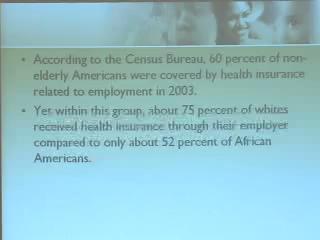 • According to the Census Bureau, 60 percent of non-
elderly Americans were covered by health insurance
related to employment in 2003.
• Yet within this group, about 75 percent of whites
received health insurance through their employer
compared to only about 52 percent of African
Americans.